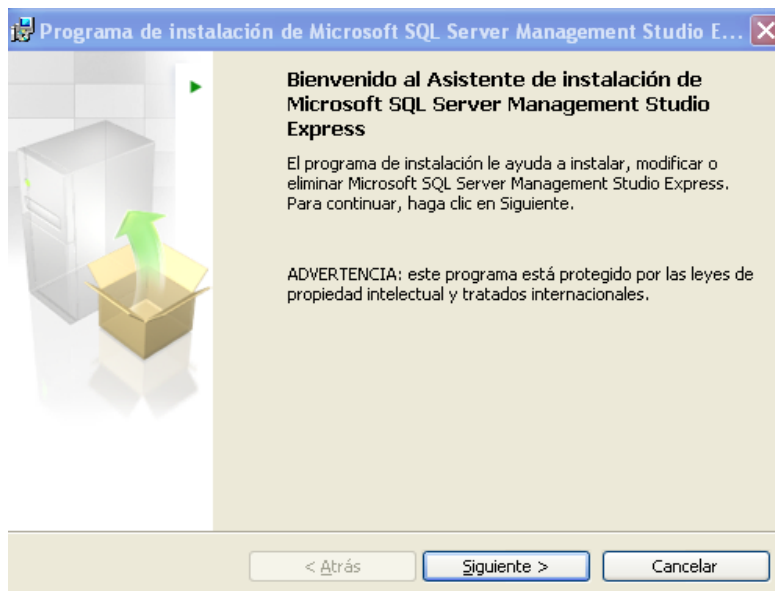 Programa de instalación de Microsoft SQL Server Management Studio E...
Bienvenido al Asistente de instalación de
Microsoft SQL Server Management Studio
Express
El programa de instalación le ayuda a instalar, modificar o
eliminar Microsoft SQL Server Management Studio Express.
Para continuar, haga clic en Siguiente.
ADVERTENCIA: este programa está protegido por las leyes de
propiedad intelectual y tratados internacionales.
< Atrás
Siguiente >
Cancelar